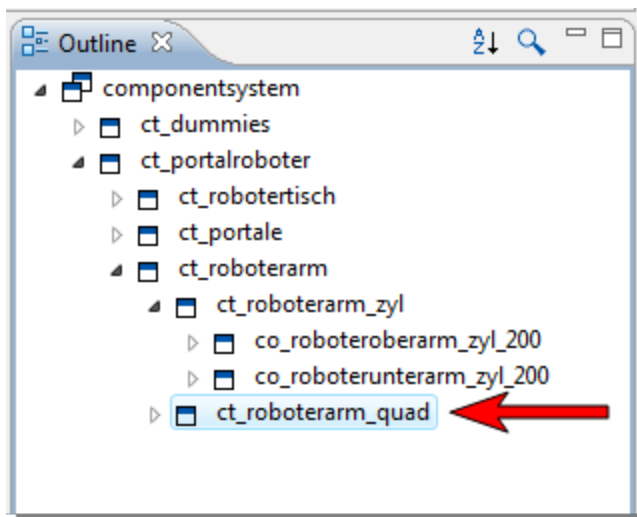 Outline
componentsystem
ct_dummies
ct_portalroboter
ct_robotertisch
ct_portale
ct_roboterarm
ct_roboterarm_zyl
co_roboteroberarm_zyl_200
co_roboterunterarm_zyl_200
ct_roboterarm_quad